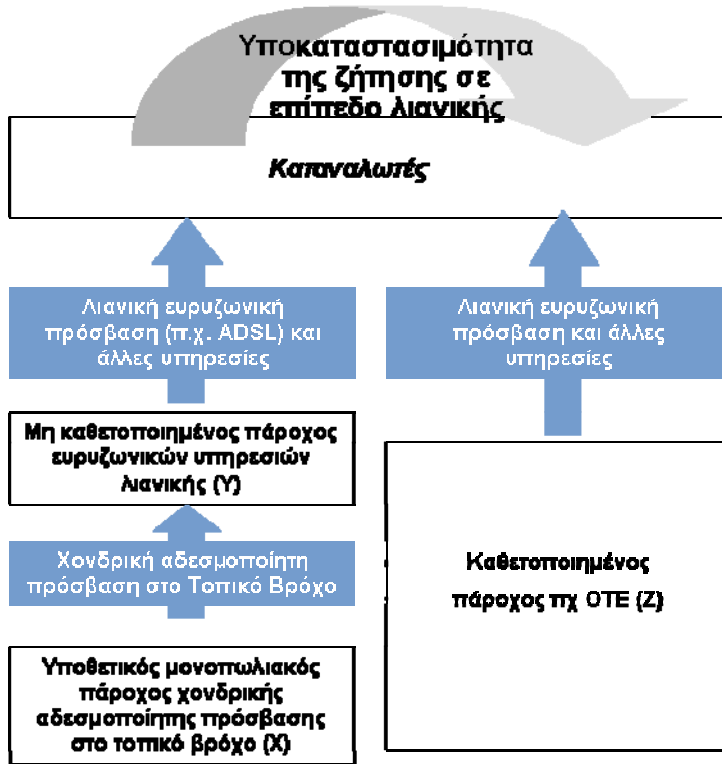 Υποκαταστασιμότητα
της ζήτησης σε
επίπεδο λιανικής
Καταναλωτές
Λιανική ευρυζωνική
πρόσβαση (π.χ. ADSL) και
άλλες υπηρεσίες
Λιανική ευρυζωνική
πρόσβαση και άλλες
υπηρεσίες
Μη καθετοποιημένος πάροχος
ευρυζωνικών υπηρεσιών
λιανικής (Υ)
Χονδρική αδεσμοποίητη
πρόσβαση στο Τοπικό Βρόχο
Υποθετικός μονοπωλιακός
πάροχος χονδρικής
αδεσμοποίητης πρόσβασης
στο τοπικό βρόχο (Χ)
Καθετοποιημένος
πάροχος πχ ΟΤΕ (Ζ)